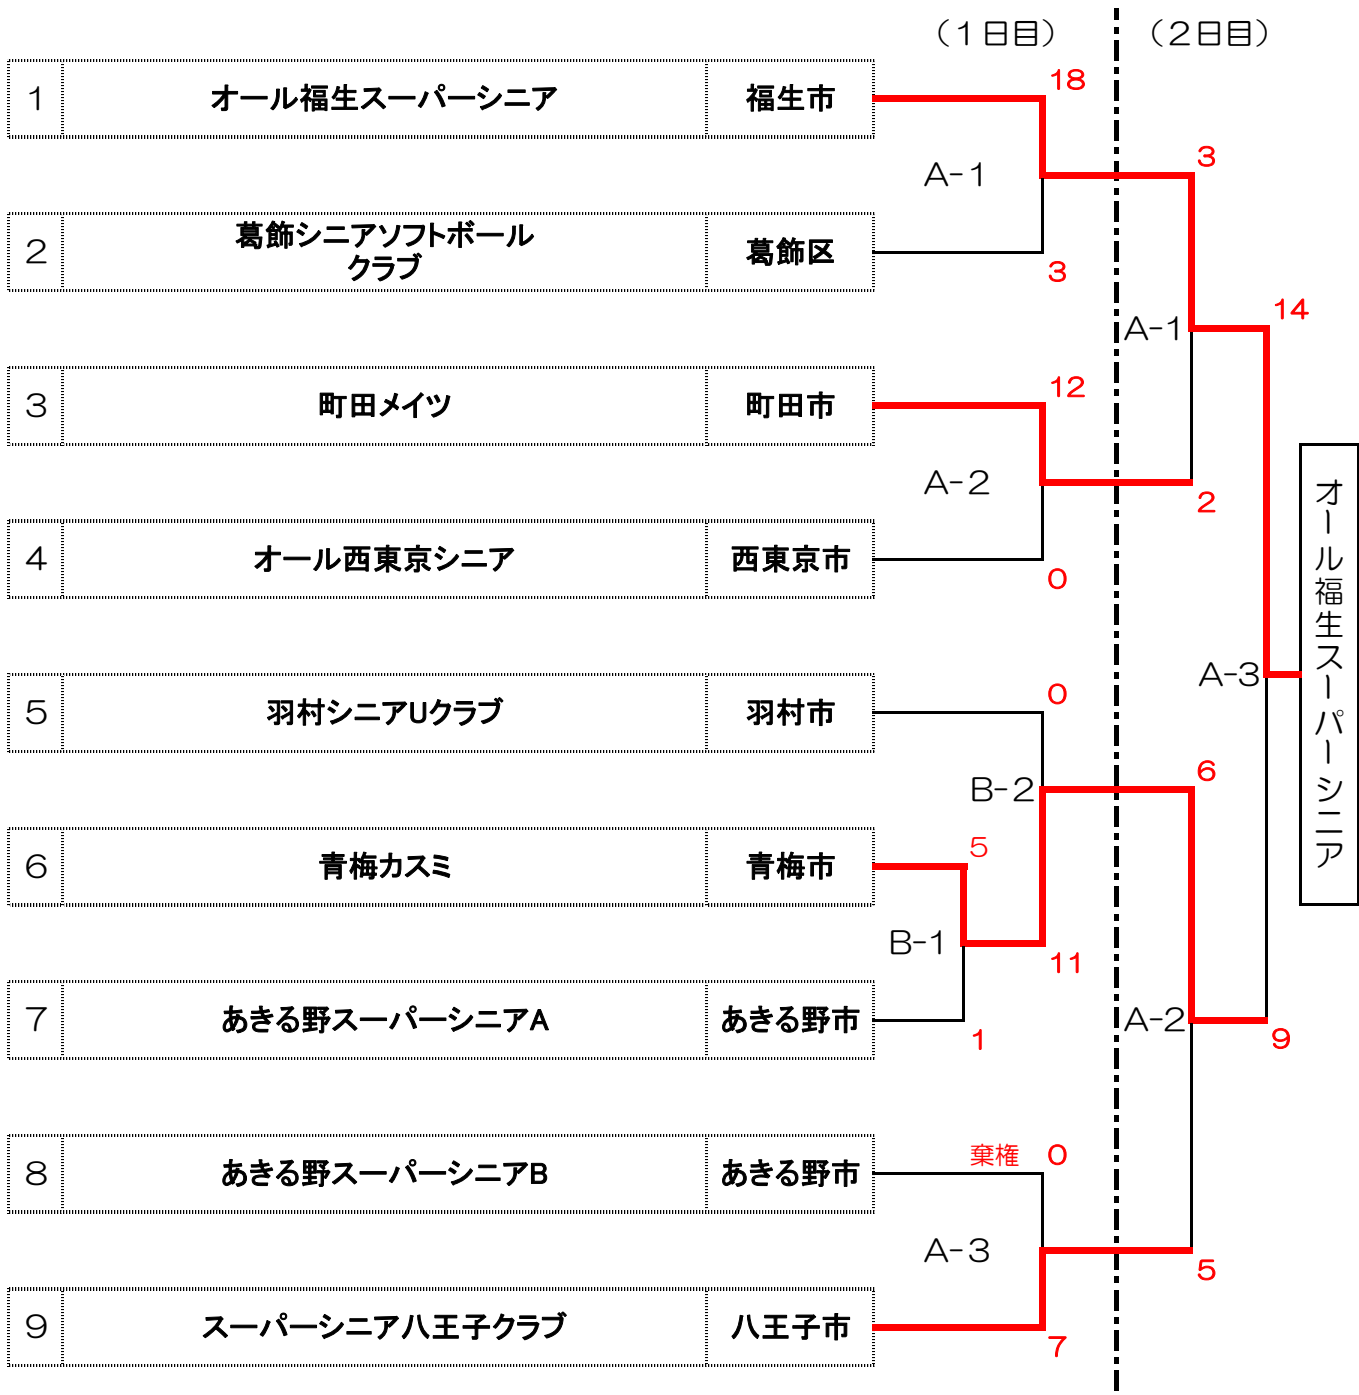 （1日目）
（2日目）
18
1
オール福生スーパーシニア
福生市
3
A-1
2
葛飾シニアソフトボール
クラブ
葛飾区
3
14
A-1
12
3
町田メイツ
町田市
A-2
2
4
オール西東京シニア
西東京市
0
オール福生スーパーシニア
A-3
0
5
羽村シニアUクラブ
羽村市
6
B-2
5
6
青梅カスミ
青梅市
B-1
11
7
あきる野スーパーシニアA
あきる野市
1
A-2
9
棄権 0
8
あきる野スーパーシニアB
あきる野市
A-3
5
9
スーパーシニア八王子クラブ
八王子市
7